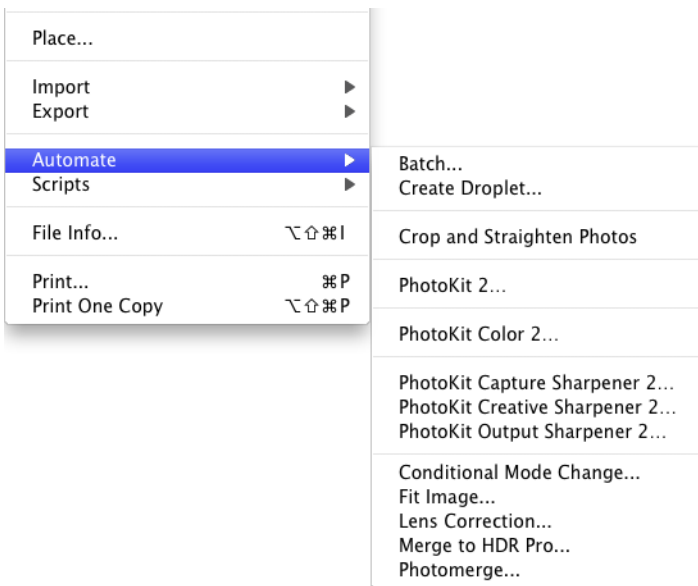 Place...
Import
Export
Automate
Scripts
File Info... ⌥⇧⌘I
Print... ⌘P
Print One Copy ⌥⇧⌘P
Batch...
Create Droplet...
Crop and Straighten Photos
PhotoKit 2...
PhotoKit Color 2...
PhotoKit Capture Sharpener 2...
PhotoKit Creative Sharpener 2...
PhotoKit Output Sharpener 2...
Conditional Mode Change...
Fit Image...
Lens Correction...
Merge to HDR Pro...
Photomerge...